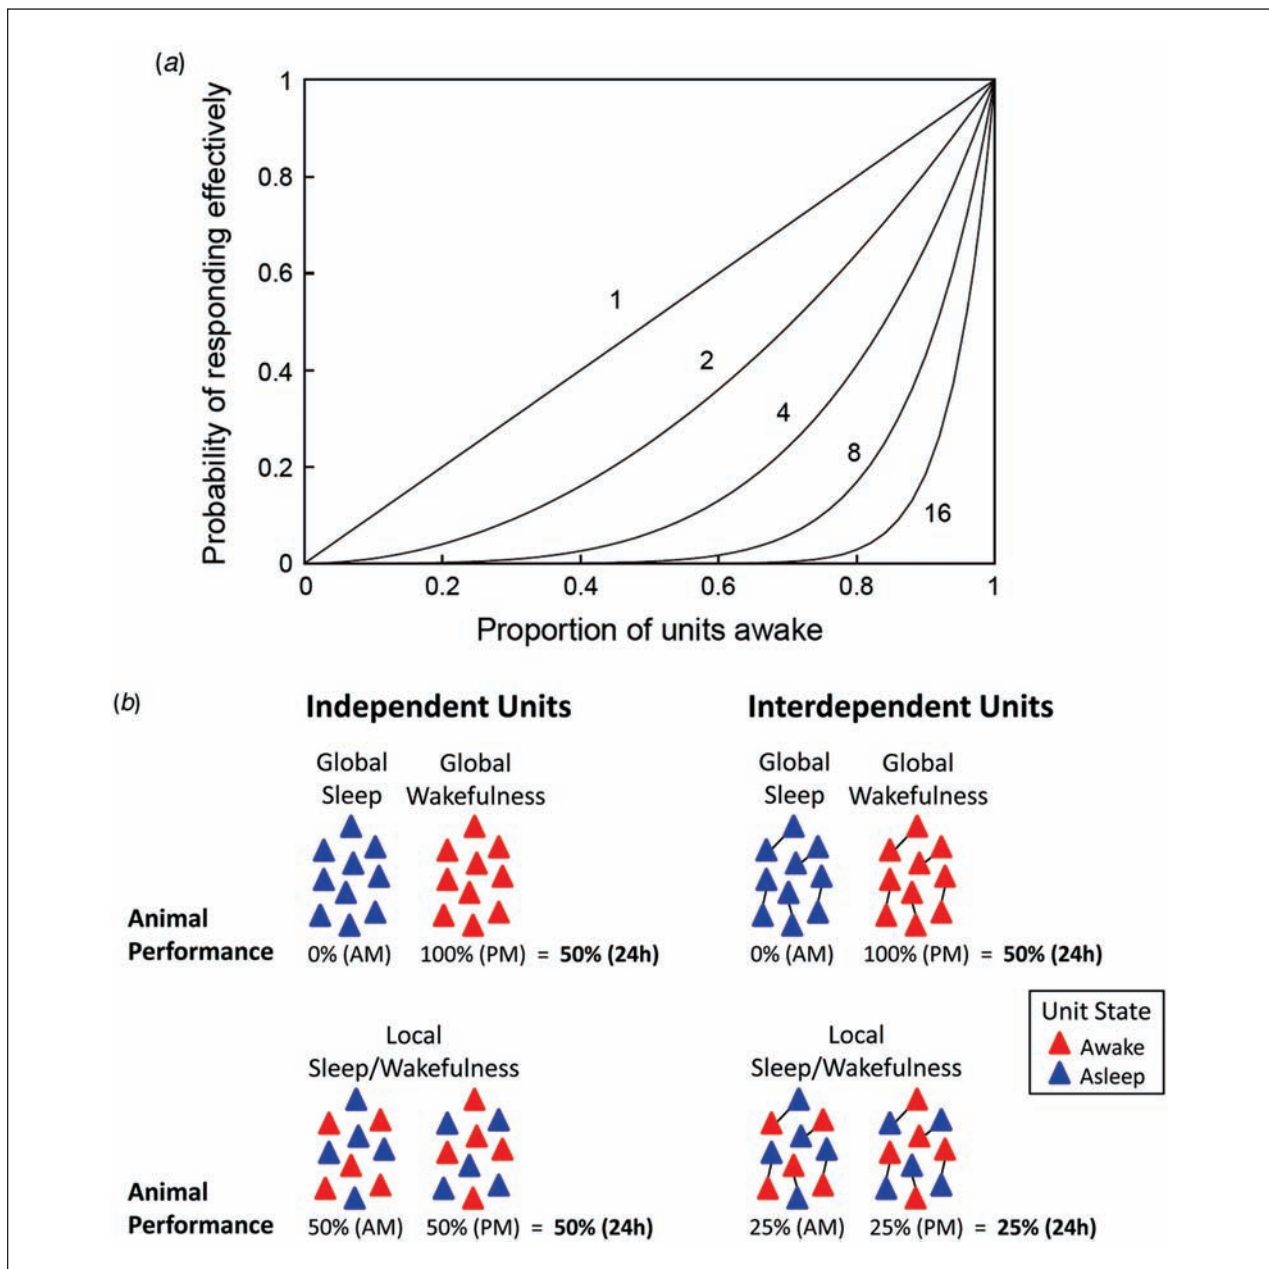 (a)
Probability of responding effectively
1
0.8
0.6
0.4
0.2
0
1
2
4
8
16
0 0.2 0.4 0.6 0.8 1
Proportion of units awake
(b)
Independent Units Interdependent Units
Global Global Global Global
Sleep Wakefulness Sleep Wakefulness
Animal
Performance 0% (AM) 100% (PM) = 50% (24h) 0% (AM) 100% (PM) = 50% (24h)
Unit State
Awake
Asleep
Local Local
Sleep/Wakefulness Sleep/Wakefulness
Animal
Performance 50% (AM) 50% (PM) = 50% (24h) 25% (AM) 25% (PM) = 25% (24h)